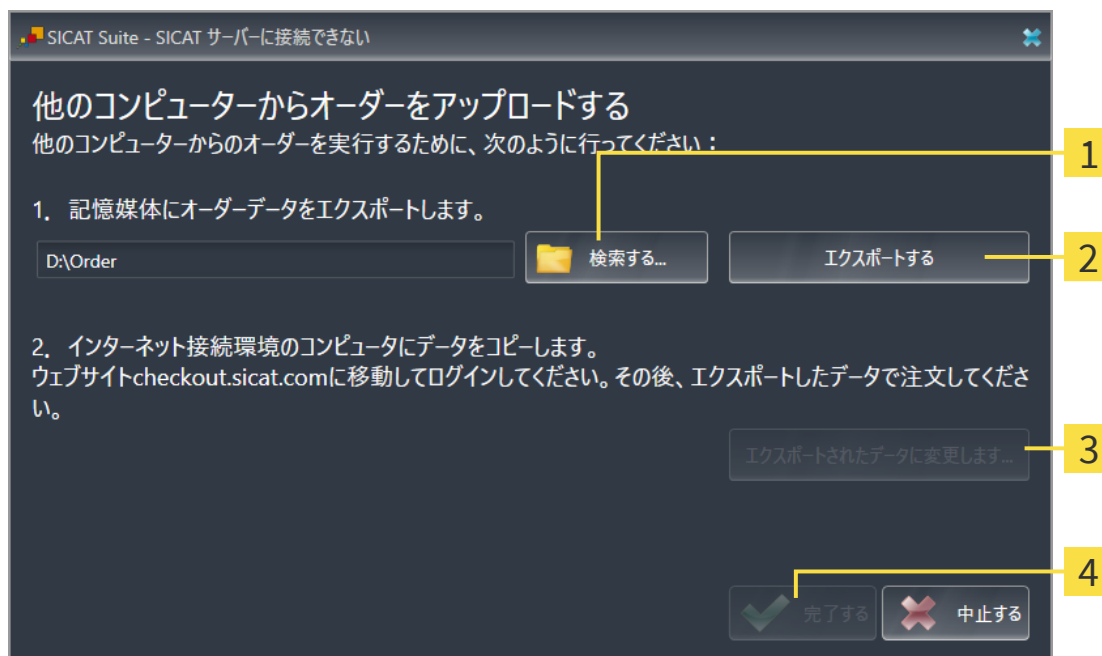 SICAT Suite - SICAT サーバーに接続できない
他のコンピューターからオーダーをアップロードする
他のコンピューターからのオーダーを実行するために、次のように行ってください：
1
1. 記憶媒体にオーダーデータをエクスポートします。
D:\Order
検索する...
エクスポートする
2
2. インターネット接続環境のコンピュータにデータをコピーします。
ウェブサイトcheckout.sicat.comに移動してログインしてください。その後、エクスポートしたデータで注文してくださ
い。
エクスポートされたデータに変更します...
3
4
完了する
中止する